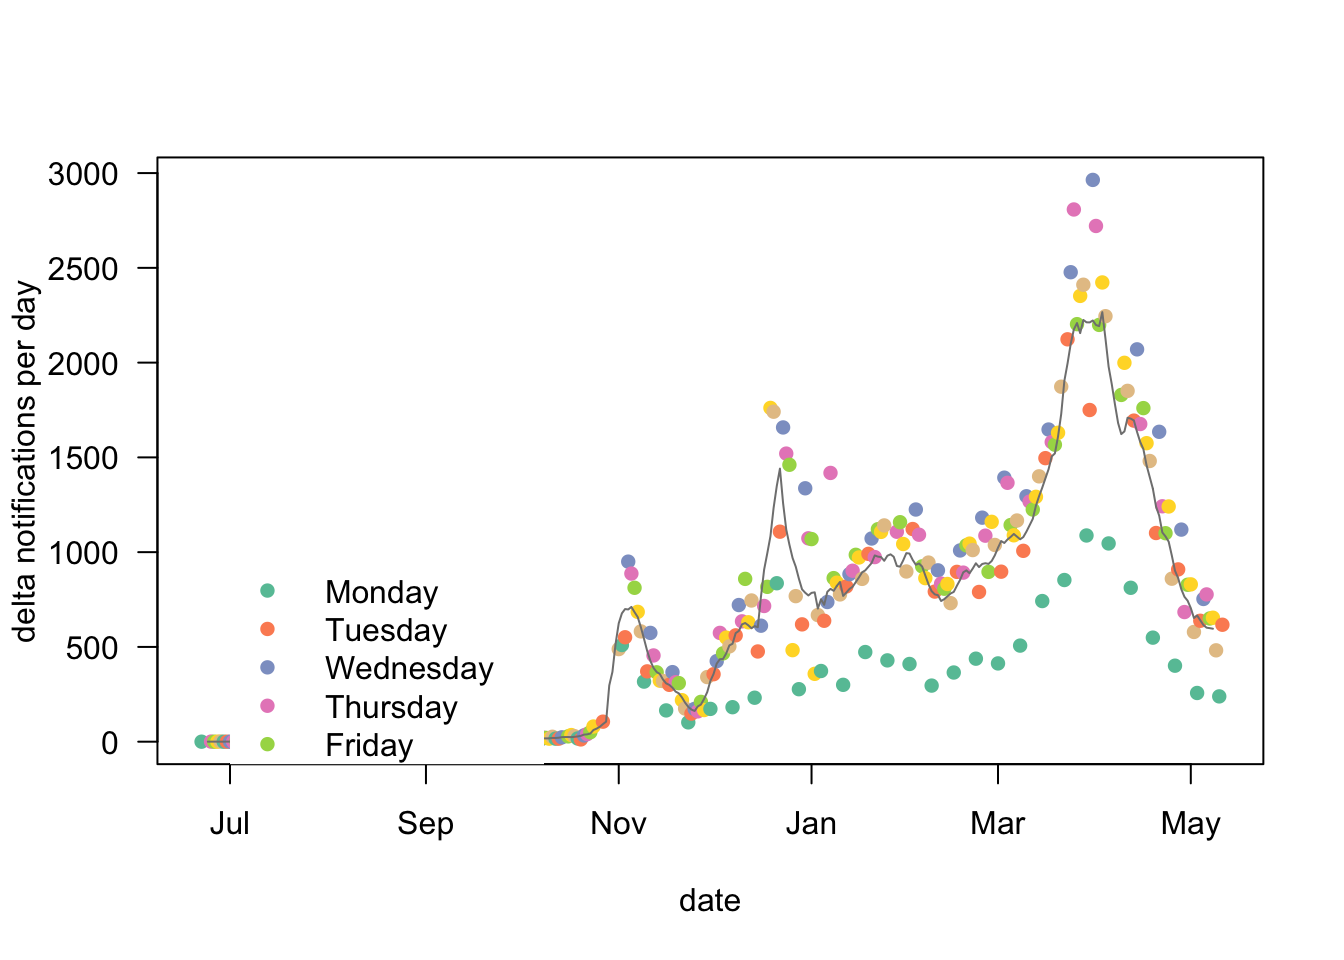 3000
2500
2000
1500
1000
500
0
delta notifications per day
Monday
Tuesday
Wednesday
Thursday
Friday
Jul Sep Nov Jan Mar May
date